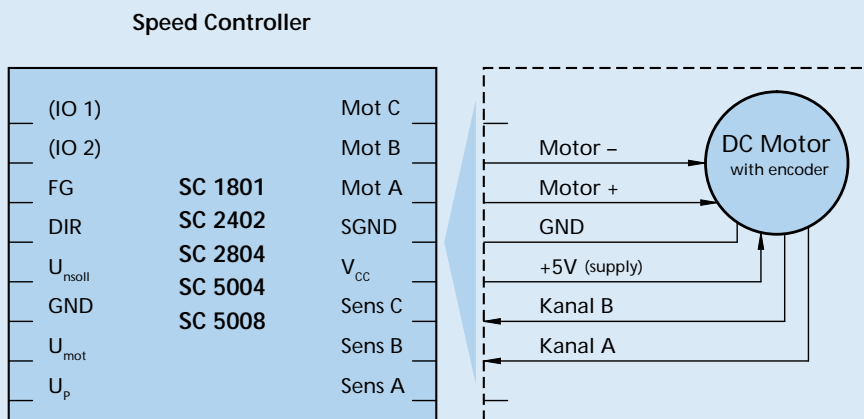 Speed Controller
(IO 1)
(IO 2)
FG
DIR
Unsoll
GND
Umot
UP
SC 1801
SC 2402
SC 2804
SC 5004
SC 5008
Mot C
Mot B
Mot A
SGND
VCC
Sens C
Sens B
Sens A
Motor –
Motor +
GND
+5V (supply)
Kanal B
Kanal A
DC Motor
with encoder